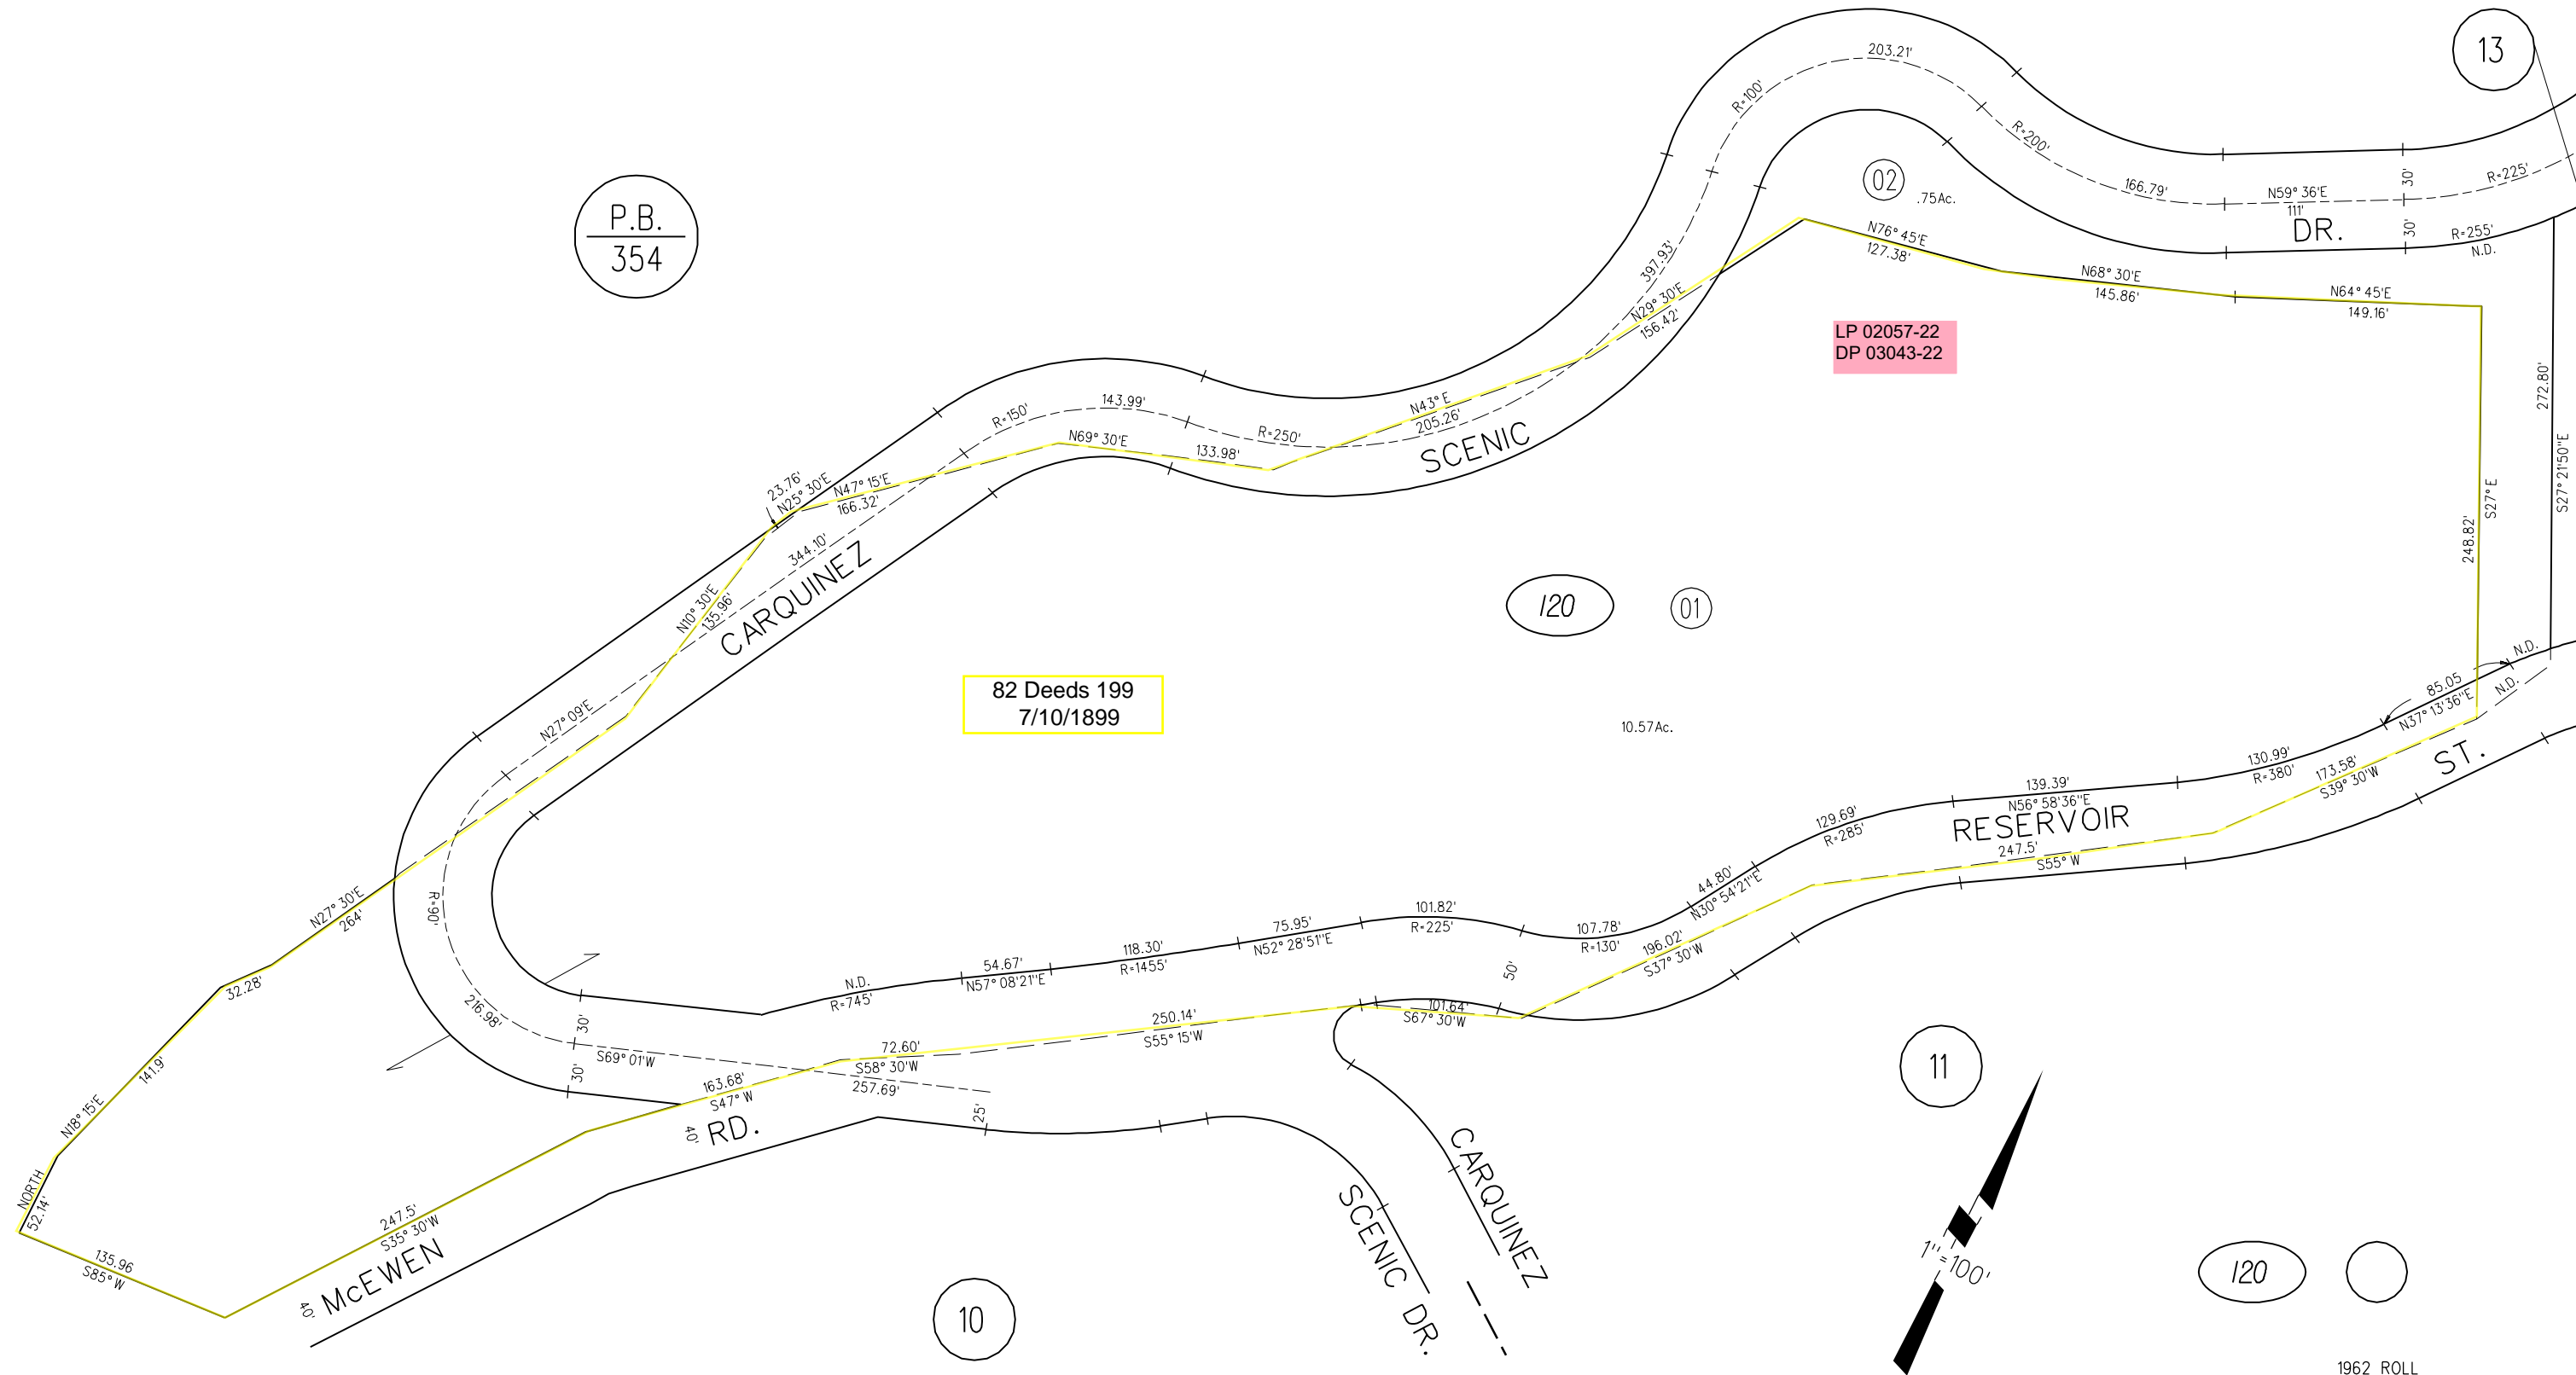 203.21'
13
R=100'
R=200'
166.79'
N59° 36'E
111'
30'
30'
R=225'
R=255'
N.D.
DR.
02
.75Ac.
P.B.
354
N76° 45'E
127.38'
N68° 30'E
145.86'
N64° 45'E
149.16'
397.93'
N29° 30'E
156.42'
LP 02057-22
DP 03043-22
272.80'
S27° 21'50"E
S27° E
248.82'
143.99'
R=150'
N69° 30'E
133.98'
R=250'
N43° E
205.26'
SCENIC
23.76'
N25° 30'E
N47° 15'E
166.32'
344.10'
CARQUINEZ
N10° 30'E
135.96'
120
01
82 Deeds 199
7/10/1899
10.57Ac.
N27° 09'E
N.D.
85.05
N37° 13'36"E
N.D.
130.99'
R=380'
173.58'
S39° 30'W
ST.
139.39'
N56° 58'36"E
RESERVOIR
247.5'
S55° W
129.69'
R=285'
44.80'
N30° 54'21"E
N27° 30'E
264'
R=90'
101.82'
R=225'
107.78'
R=130'
75.95'
N52° 28'51"E
118.30'
R=1455'
54.67'
N57° 08'21"E
N.D.
R=745'
50'
196.02'
S37° 30'W
32.28'
216.98'
30'
30'
S69° 01'W
101.64'
S67° 30'W
250.14'
S55° 15'W
72.60'
S58° 30'W
257.69'
163.68'
S47° W
141.9'
N18° 15'E
40'
RD.
25'
11
NORTH
52.14'
247.5'
S35° 30'W
135.96
S85° W
40'
McEWEN
10
SCENIC DR.
CARQUINEZ
1"=100'
120
1962 ROLL